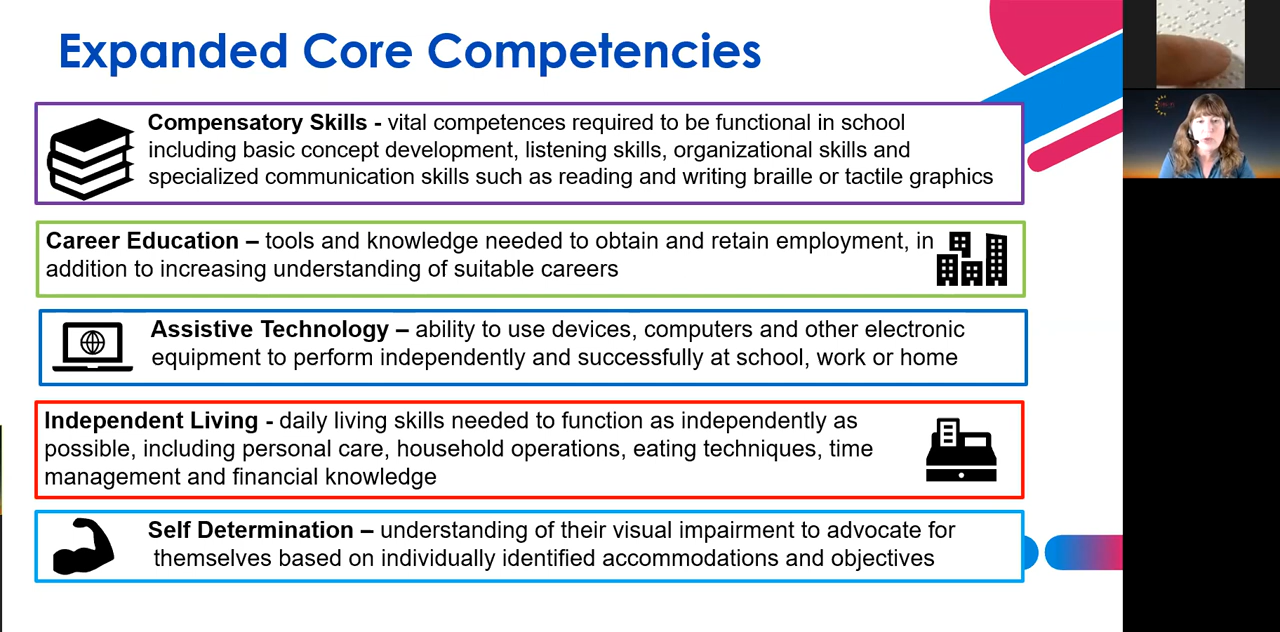 Expanded Core Competencies
Compensatory Skills - vital competences required to be functional in school
including basic concept development, listening skills, organizational skills and
specialized communication skills such as reading and writing braille or tactile graphics
Career Education – tools and knowledge needed to obtain and retain employment, in
addition to increasing understanding of suitable careers
Assistive Technology – ability to use devices, computers and other electronic
equipment to perform independently and successfully at school, work or home
Independent Living - daily living skills needed to function as independently as
possible, including personal care, household operations, eating techniques, time
management and financial knowledge
Self Determination – understanding of their visual impairment to advocate for
themselves based on individually identified accommodations and objectives